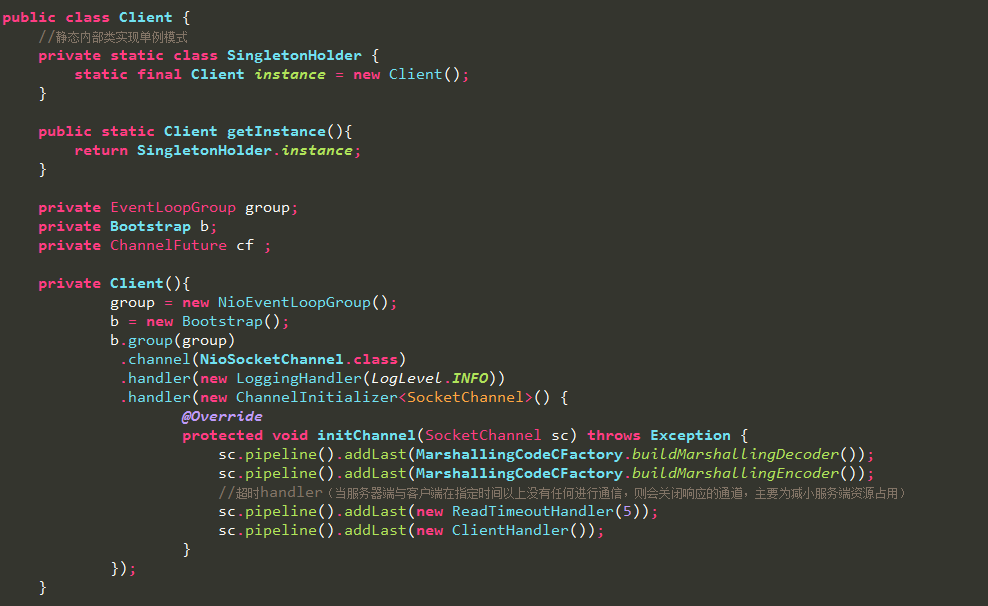 public class Client {
    //静态内部类实现单例模式
    private static class SingletonHolder {
        static final Client instance = new Client();
    }

    public static Client getInstance(){
        return SingletonHolder.instance;
    }

    private EventLoopGroup group;
    private Bootstrap b;
    private ChannelFuture cf ;

    private Client(){
            group = new NioEventLoopGroup();
            b = new Bootstrap();
            b.group(group)
             .channel(NioSocketChannel.class)
             .handler(new LoggingHandler(LogLevel.INFO))
             .handler(new ChannelInitializer<SocketChannel>() {
                    @Override
                    protected void initChannel(SocketChannel sc) throws Exception {
                        sc.pipeline().addLast(MarshallingCodeCFactory.buildMarshallingDecoder());
                        sc.pipeline().addLast(MarshallingCodeCFactory.buildMarshallingEncoder());
                        //超时handler（当服务器端与客户端在指定时间以上没有任何进行通信，则会关闭响应的通道，主要为减小服务端资源占用）
                        sc.pipeline().addLast(new ReadTimeoutHandler(5));
                        sc.pipeline().addLast(new ClientHandler());
                    }
            });
    }